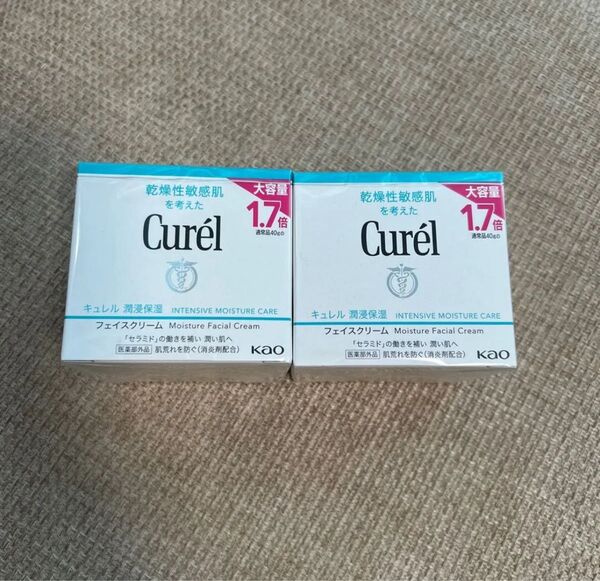 乾燥性敏感肌
を考えた
大容量
1.7倍
通常品40gの
Curél
キュレル 潤浸保湿 INTENSIVE MOISTURE CARE
フェイスクリーム Moisture Facial Cream
「セラミド」の働きを補い 潤い肌へ
医薬部外品 肌荒れを防ぐ(消炎剤配合)
Kao
乾燥性敏感肌
を考えた
大容量
1.7倍
通常品40gの
Curél
キュレル 潤浸保湿 INTENSIVE MOISTURE CARE
フェイスクリーム Moisture Facial Cream
「セラミド」の働きを補い 潤い肌へ
医薬部外品 肌荒れを防ぐ(消炎剤配合)
Kao